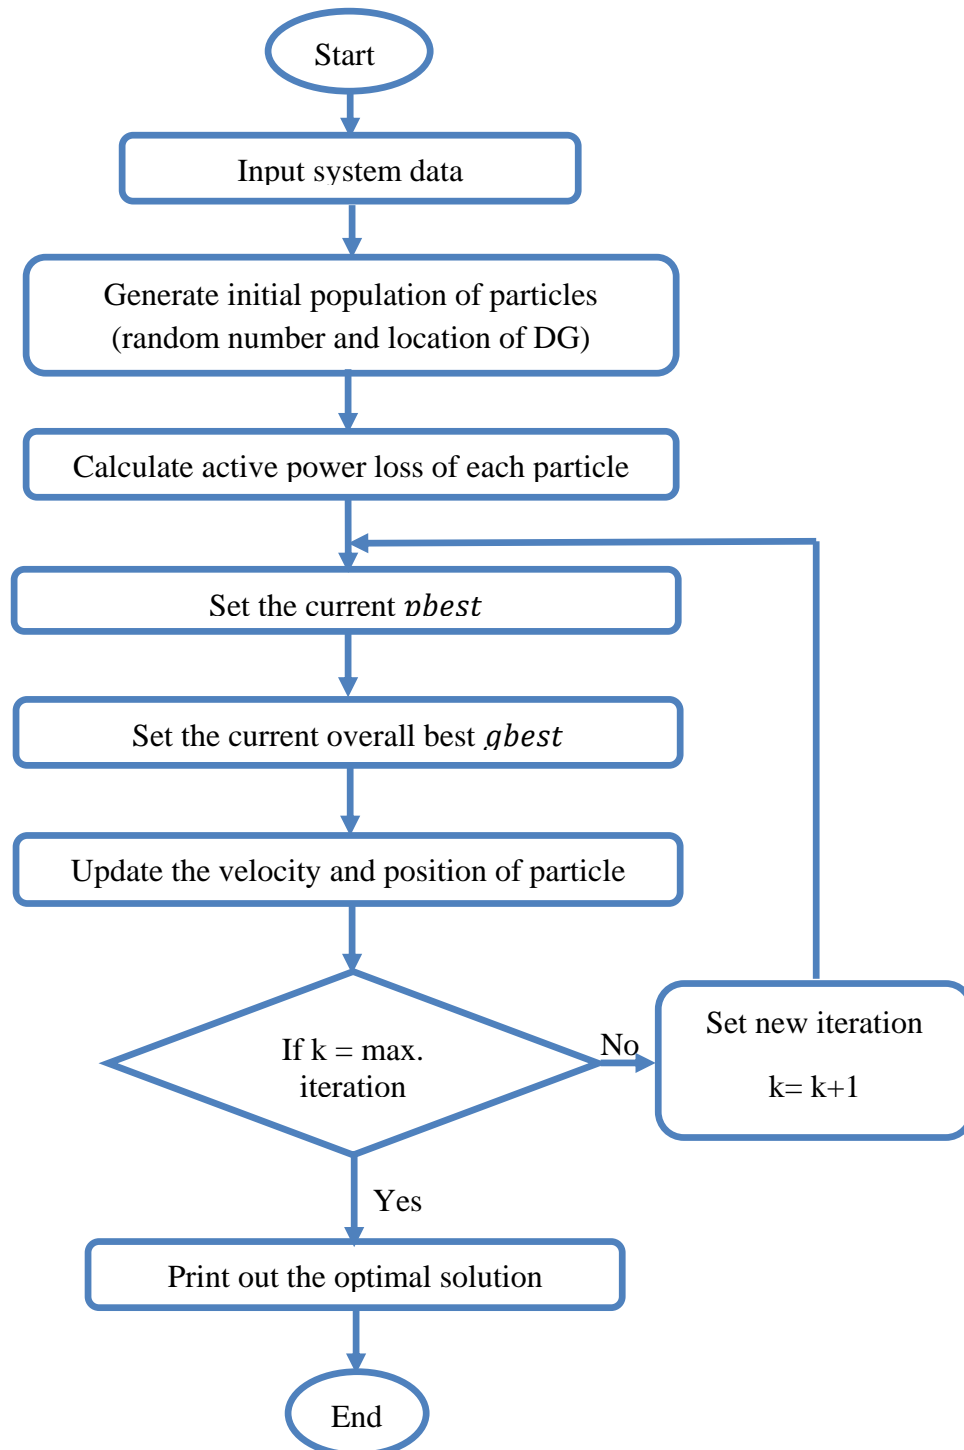 Start
Input system data
Generate initial population of particles
(random number and location of DG)
Calculate active power loss of each particle
Set the current pbest
Set the current overall best gbest
Update the velocity and position of particle
If k = max.
iteration
No
Set new iteration
k= k+1
Yes
Print out the optimal solution
End